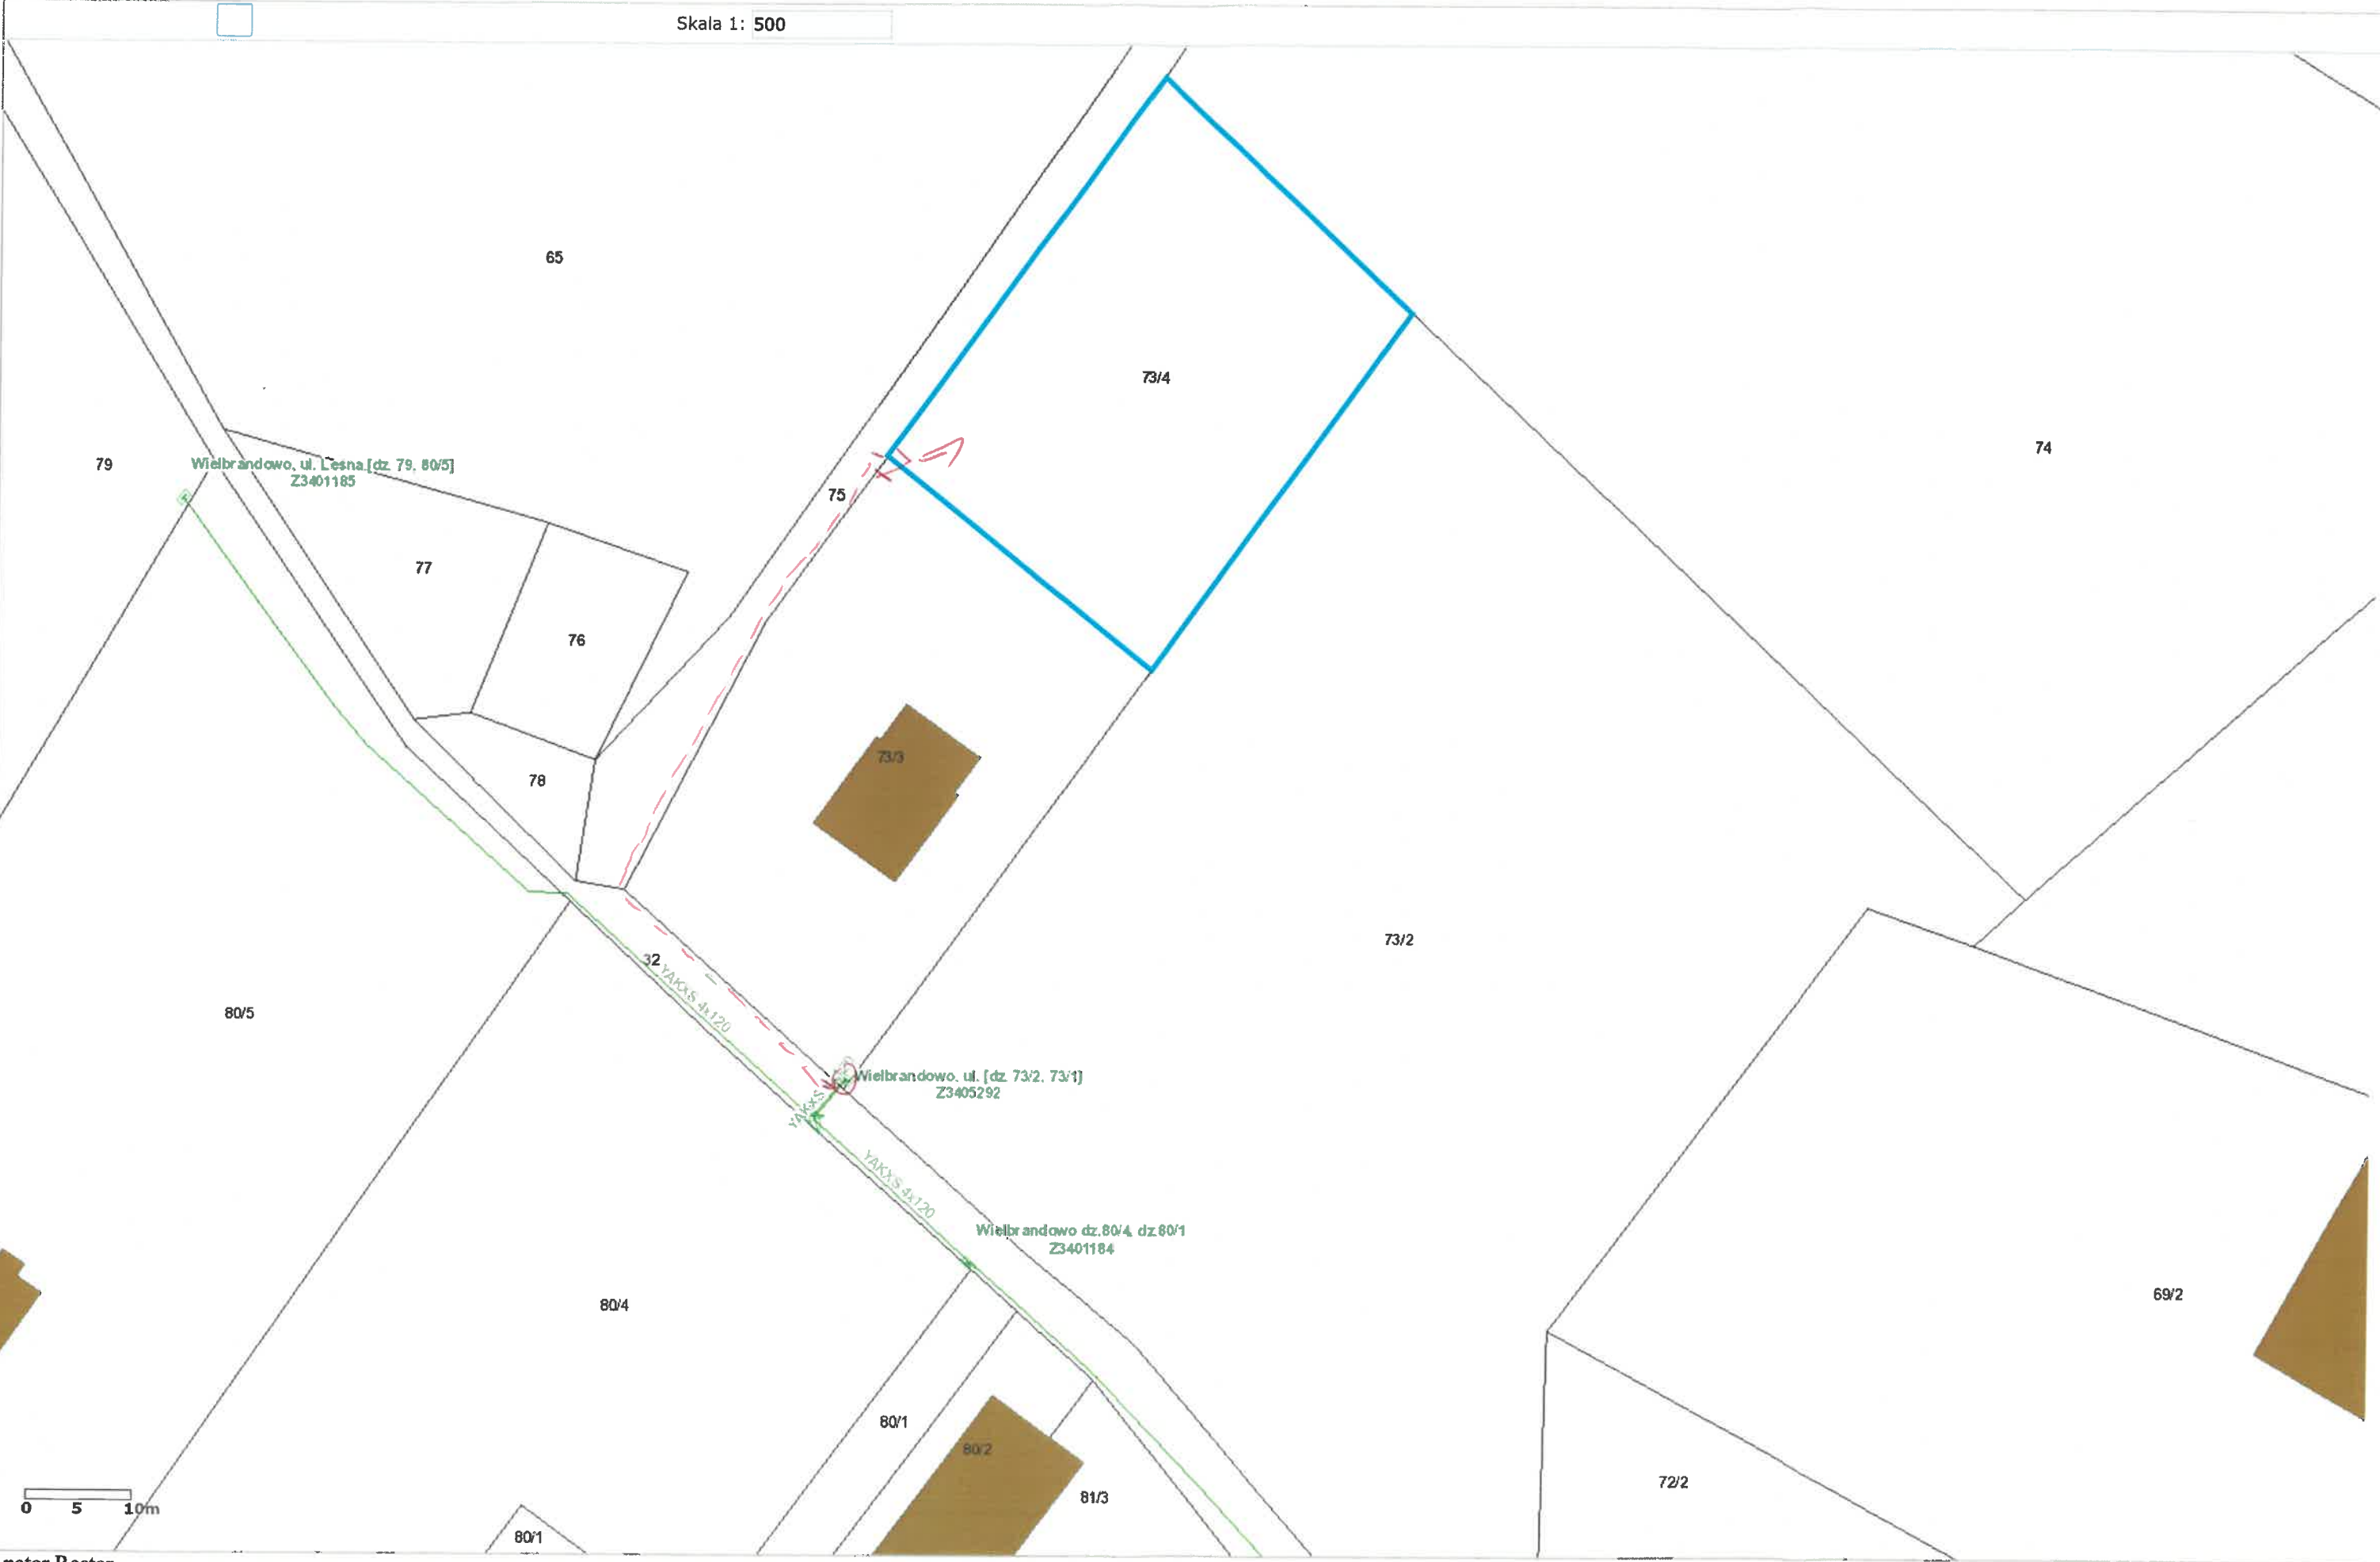 Skala 1: 500
65
73/4
74
79
Wielbrandowo, ul. Lesna [dz. 79, 80/5]
Z3401185
75
77
76
73/3
78
73/2
32
YAKXS 4x120
80/5
Wielbrandowo, ul. [dz. 73/2, 73/1]
Z3405292
YAKXS
YAKXS 4x120
Wielbrandowo dz.80/4, dz.80/1
Z3401184
69/2
80/4
80/1
80/2
72/2
81/3
0 5 10m
80/1